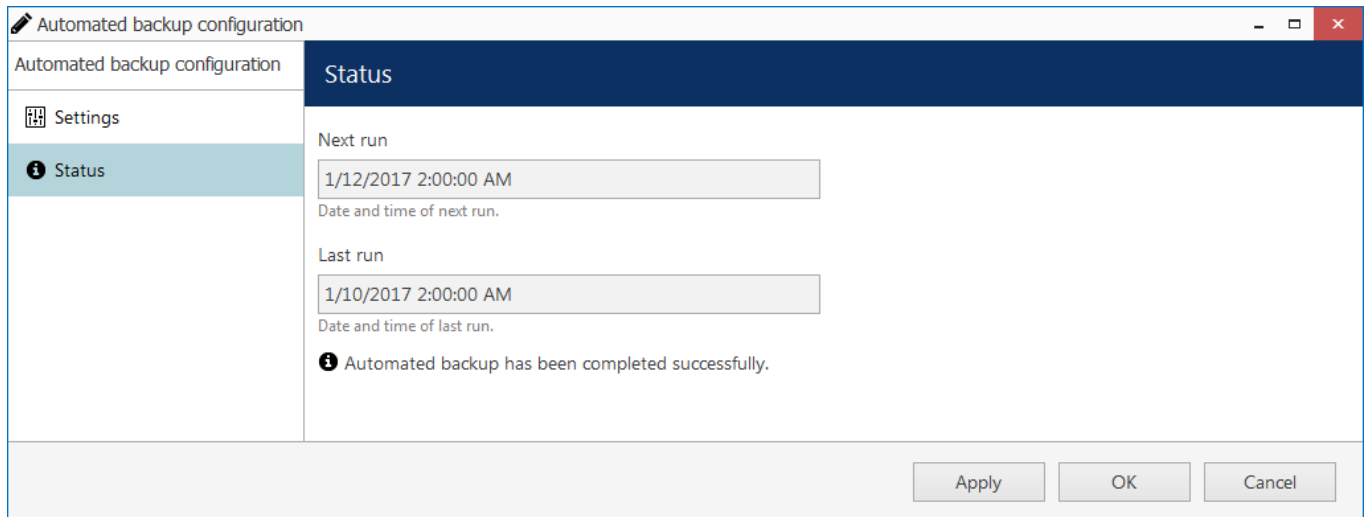 Automated backup configuration
Automated backup configuration
Settings
Status
Status
Next run
1/12/2017 2:00:00 AM
Date and time of next run.
Last run
1/10/2017 2:00:00 AM
Date and time of last run.
Automated backup has been completed successfully.
Apply
OK
Cancel